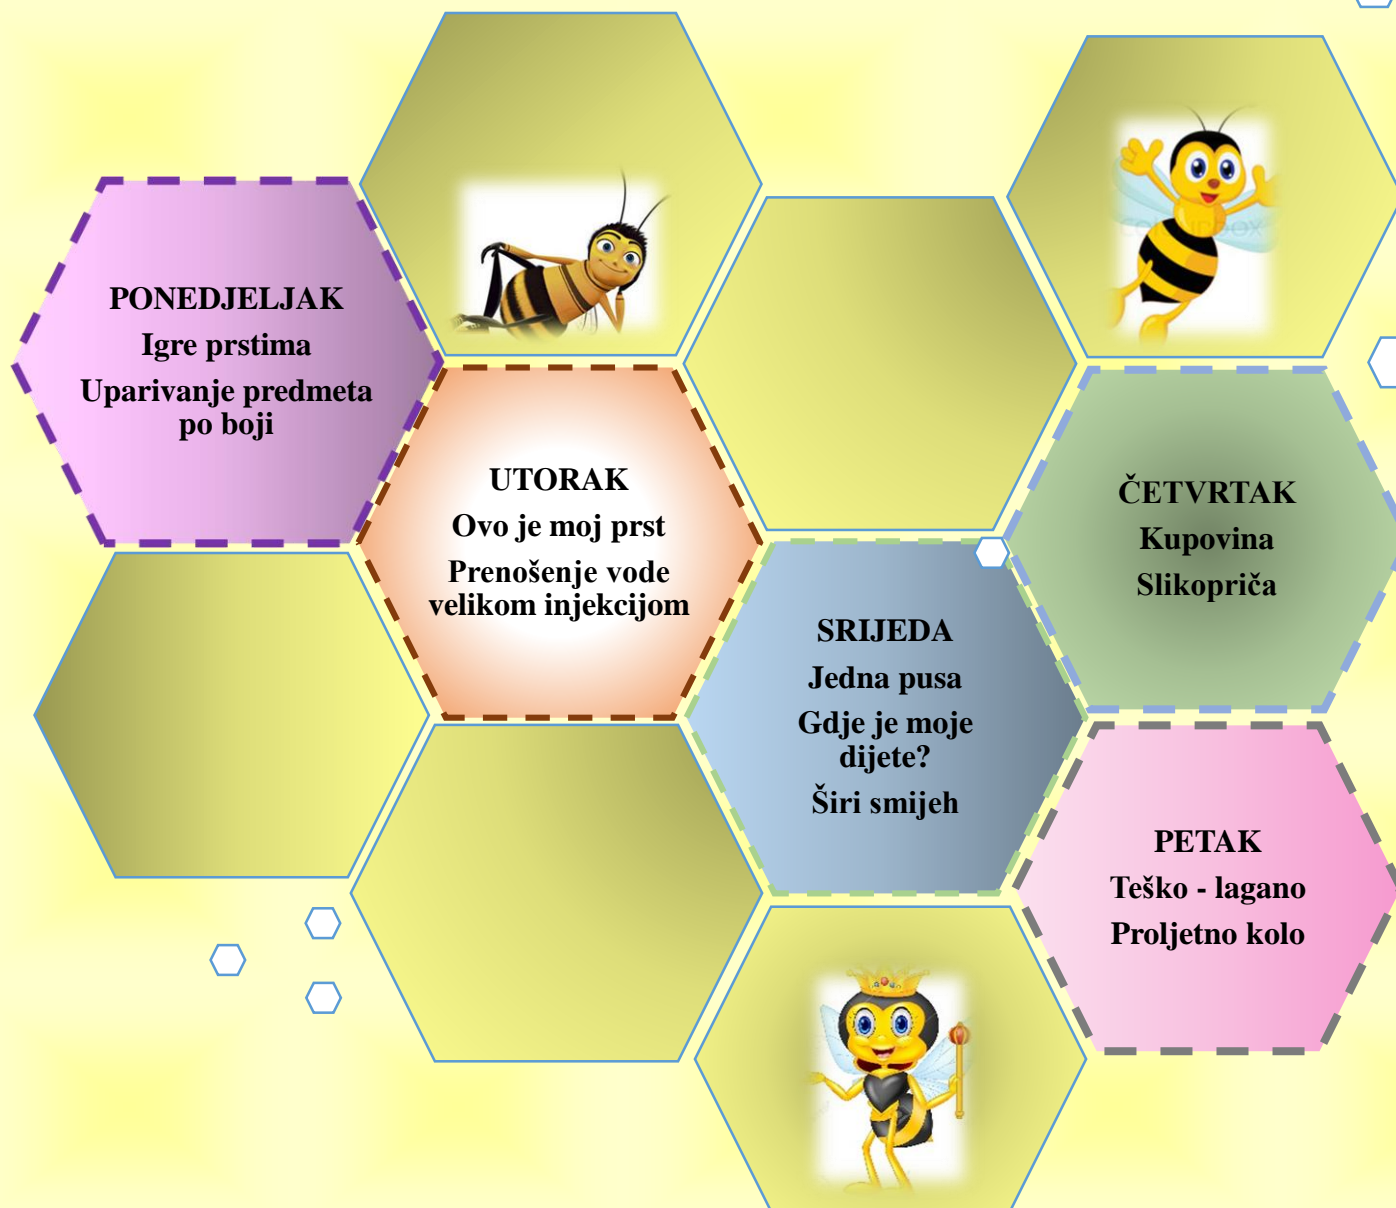 PONEDJELJAK
Igre prstima
Uparivanje predmeta
po boji
UTORAK
Ovo je moj prst
Prenošenje vode
velikom injekcijom
SRIJEDA
Jedna pusa
Gdje je moje
dijete?
Širi smijeh
ČETVRTAK
Kupovina
Slikopriča
PETAK
Teško - lagano
Proljetno kolo